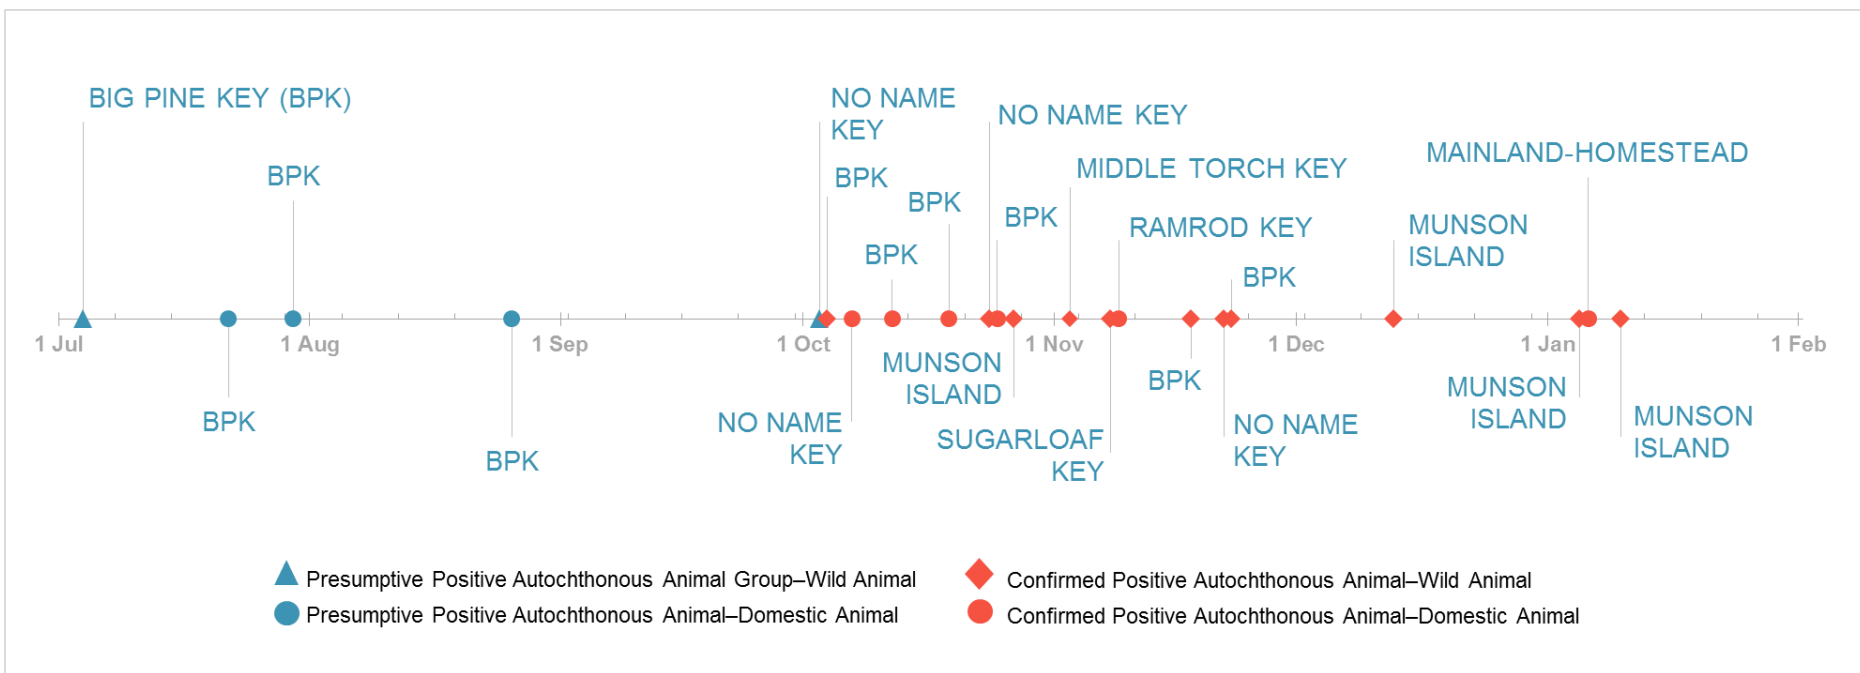 BIG PINE KEY (BPK)
NO NAME
KEY
NO NAME KEY
MAINLAND-HOMESTEAD
BPK
BPK
MIDDLE TORCH KEY
BPK
BPK
RAMROD KEY
MUNSON
ISLAND
BPK
BPK
1 Jul
1 Aug
1 Sep
1 Oct
1 Nov
1 Dec
1 Jan
1 Feb
BPK
BPK
NO NAME
KEY
MUNSON
ISLAND
SUGARLOAF
KEY
BPK
NO NAME
KEY
MUNSON
ISLAND
MUNSON
ISLAND
Presumptive Positive Autochthonous Animal Group–Wild Animal
Confirmed Positive Autochthonous Animal–Wild Animal
Presumptive Positive Autochthonous Animal–Domestic Animal
Confirmed Positive Autochthonous Animal–Domestic Animal